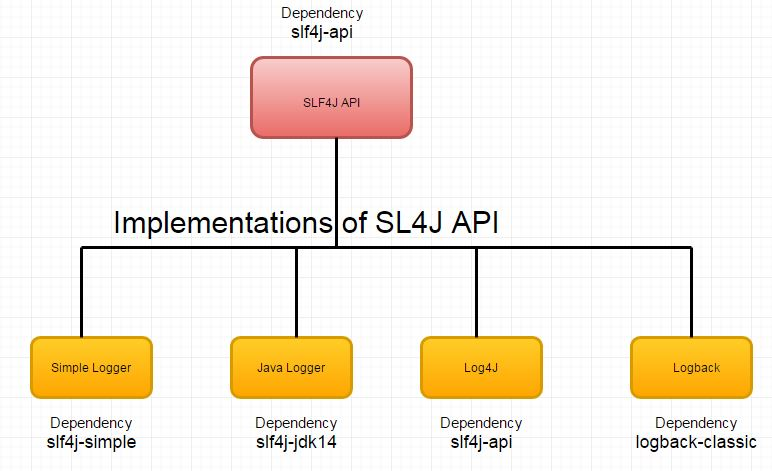 Dependency
slf4j-api
SLF4J API
Implementations of SL4J API
Simple Logger
Java Logger
Log4J
Logback
Dependency
slf4j-simple
Dependency
slf4j-jdk14
Dependency
slf4j-api
Dependency
logback-classic